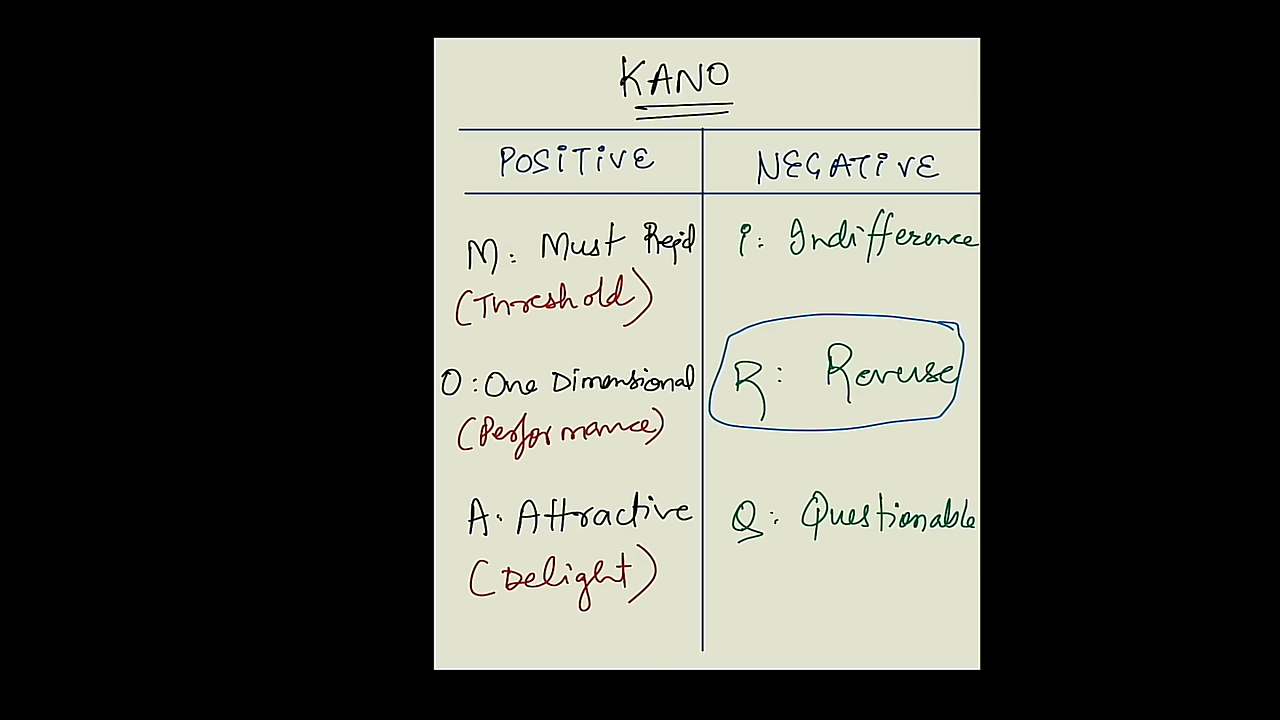 KANO
POSITIVE
NEGATIVE
M: Must Reqd
(Threshold)
O: One Dimensional
(Performance)
A: Attractive
(Delight)
i: Indifference
R: Reverse
Q: Questionable